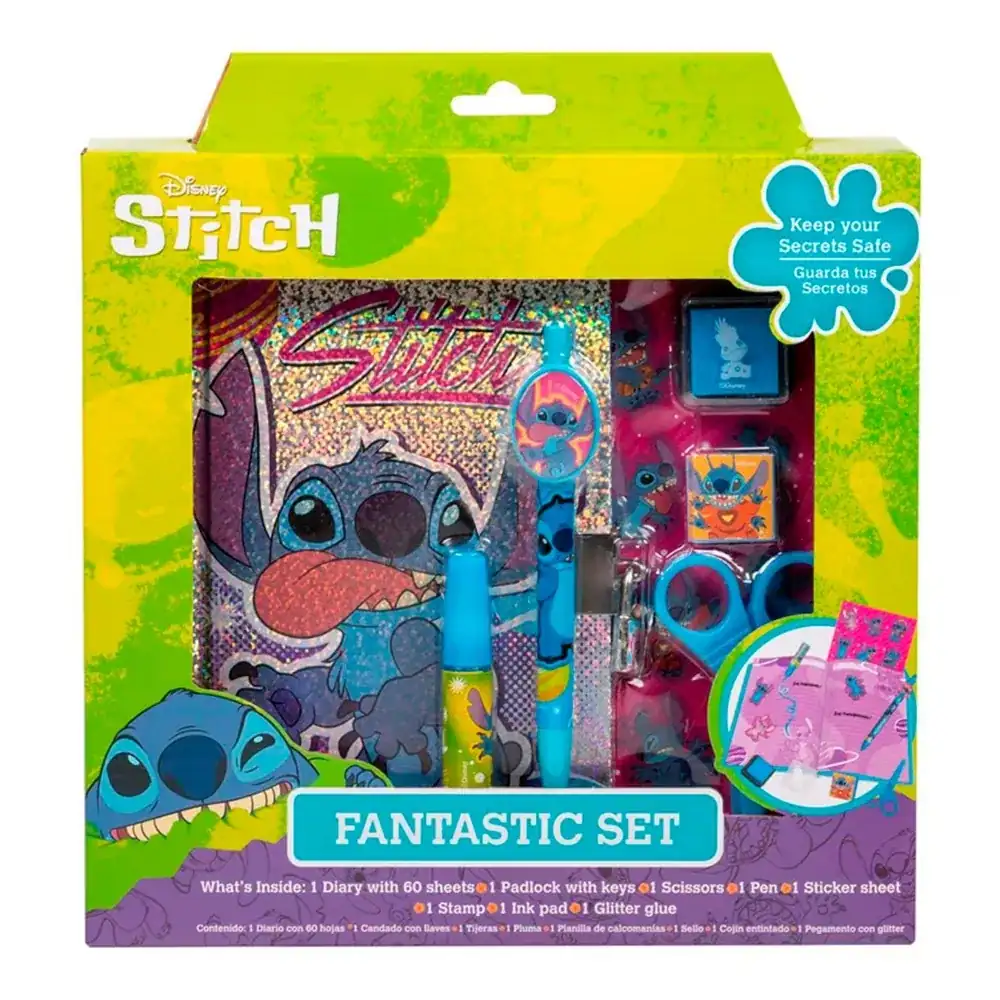 Disney
Stitch
Keep your
Secrets Safe
Guarda tus
Secretos
Stitch
©Disney
FANTASTIC SET
What's Inside: 1 Diary with 60 sheets • 1 Padlock with keys • 1 Scissors • 1 Pen • 1 Sticker sheet
• 1 Stamp • 1 Ink pad • 1 Glitter glue
Contenido: 1 Diario con 60 hojas • 1 Candado con llaves • 1 Tijeras • 1 Pluma • 1 Planilla de calcomanías • 1 Sello • 1 Cojín entintado • 1 Pegamento con glitter